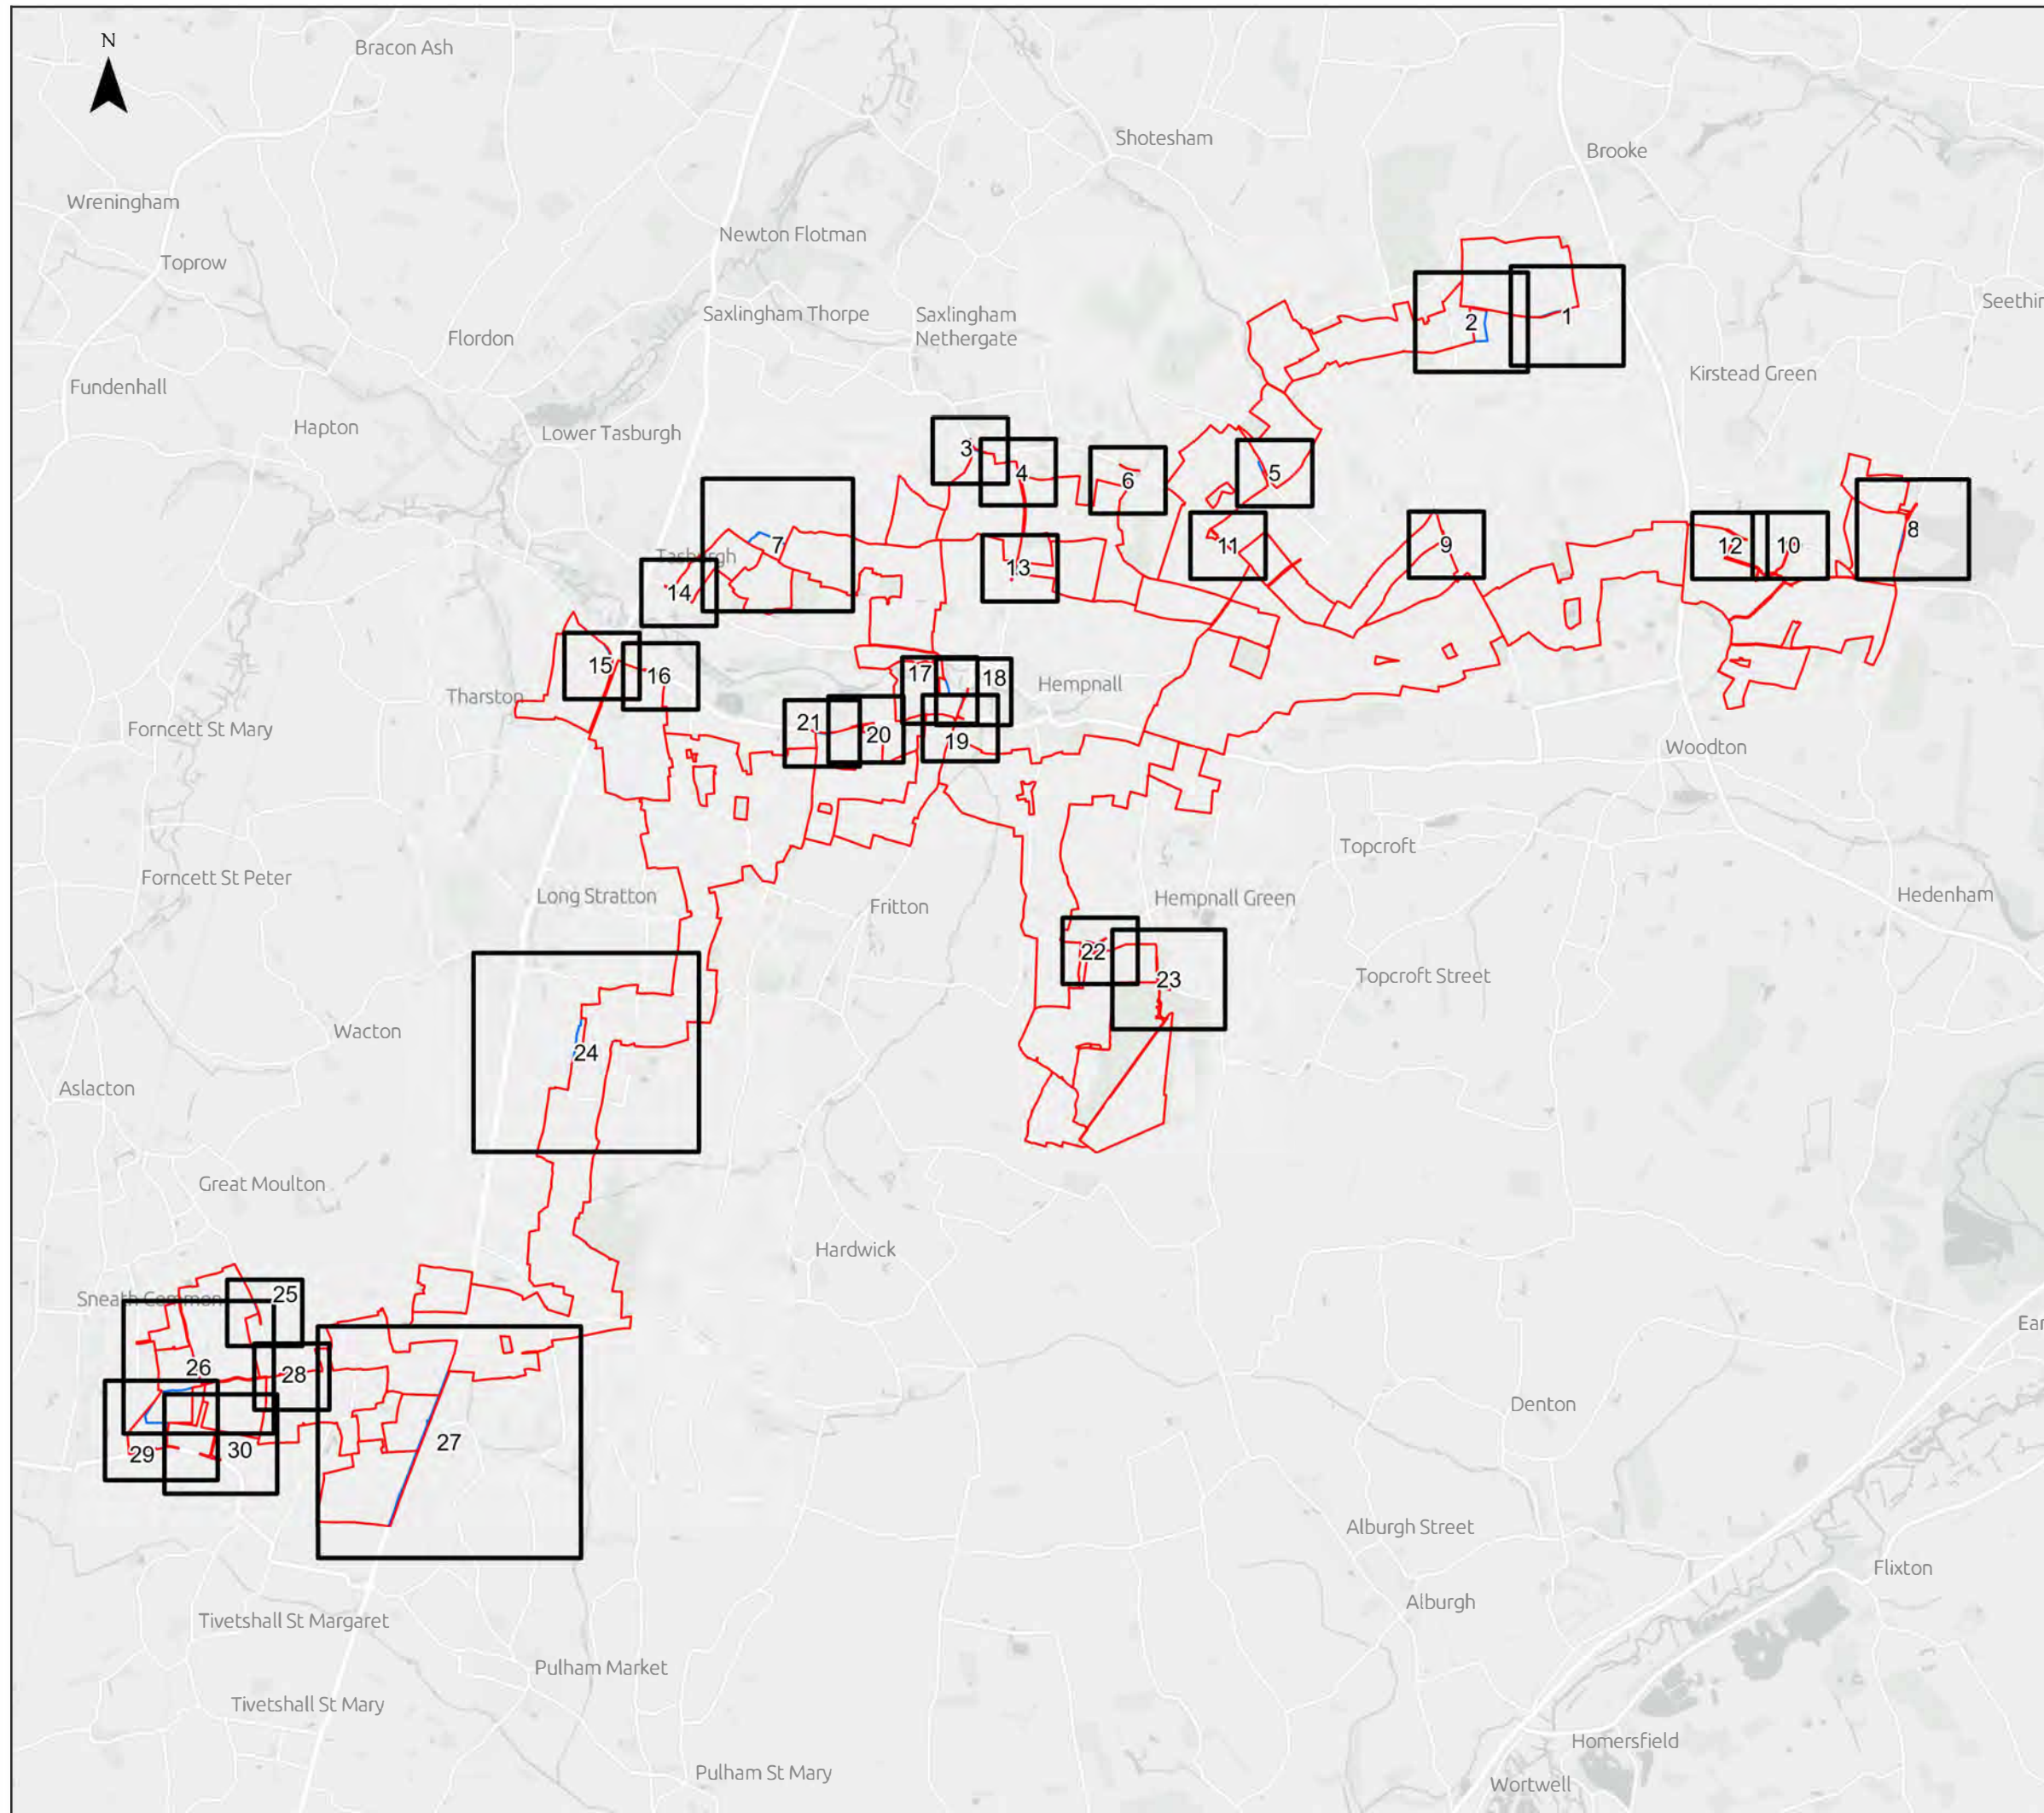 N
Bracon Ash
Shotesham
Brooke
Wreningham
Newton Flotman
Toprow
Seethin
Saxlingham Thorpe
Saxlingham
Nethergate
1
2
Flordon
Kirstead Green
Fundenhall
Hapton
Lower Tasburgh
3
4
5
6
8
7
Tasburgh
11
9
12
10
13
14
15
16
17
18
Hempnall
Tharston
21
20
19
Forncett St Mary
Woodton
Topcroft
Forncett St Peter
Long Stratton
Fritton
Hempnall Green
Hedenham
22
23
Topcroft Street
Wacton
24
Aslacton
Great Moulton
Hardwick
Sneath Common
25
Ear
26
28
Denton
27
29
30
Alburgh Street
Flixton
Alburgh
Tivetshall St Margaret
Pulham Market
Tivetshall St Mary
Homersfield
Pulham St Mary
Wortwell